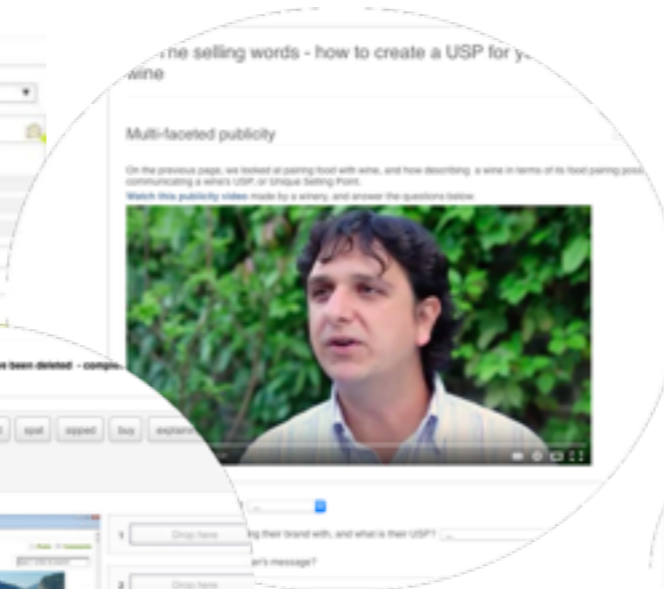 ne selling words - how to create a USP for
wine
Multi-faceted publicity
On the previous page, we looked at pairing food with wine, and how describing a wine in terms of its food pairing
communicating a wine's USP, or Unique Selling Point.
Watch this publicity video made by a winery, and answer the questions below.
been deleted - comp
spat sipped buy explain
ing their brand with, and what is their USP?
1 Drop here
er's message?
2 Drop here